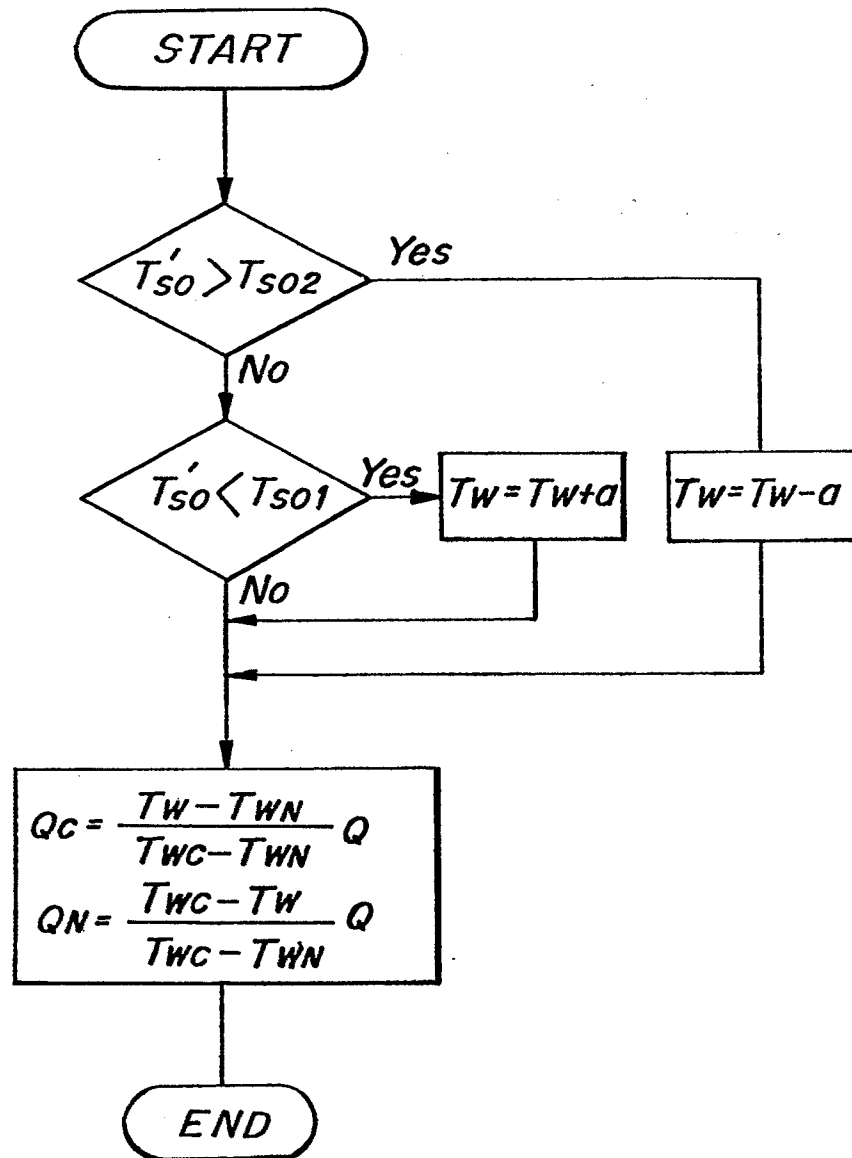 START
T'so > Tso2
Yes
No
T'so < Tso1
Yes
Tw = Tw+a
Tw = Tw-a
No
Qc = Tw - TwN / Twc - TwN Q
QN = Twc - Tw / Twc - TwN Q
END